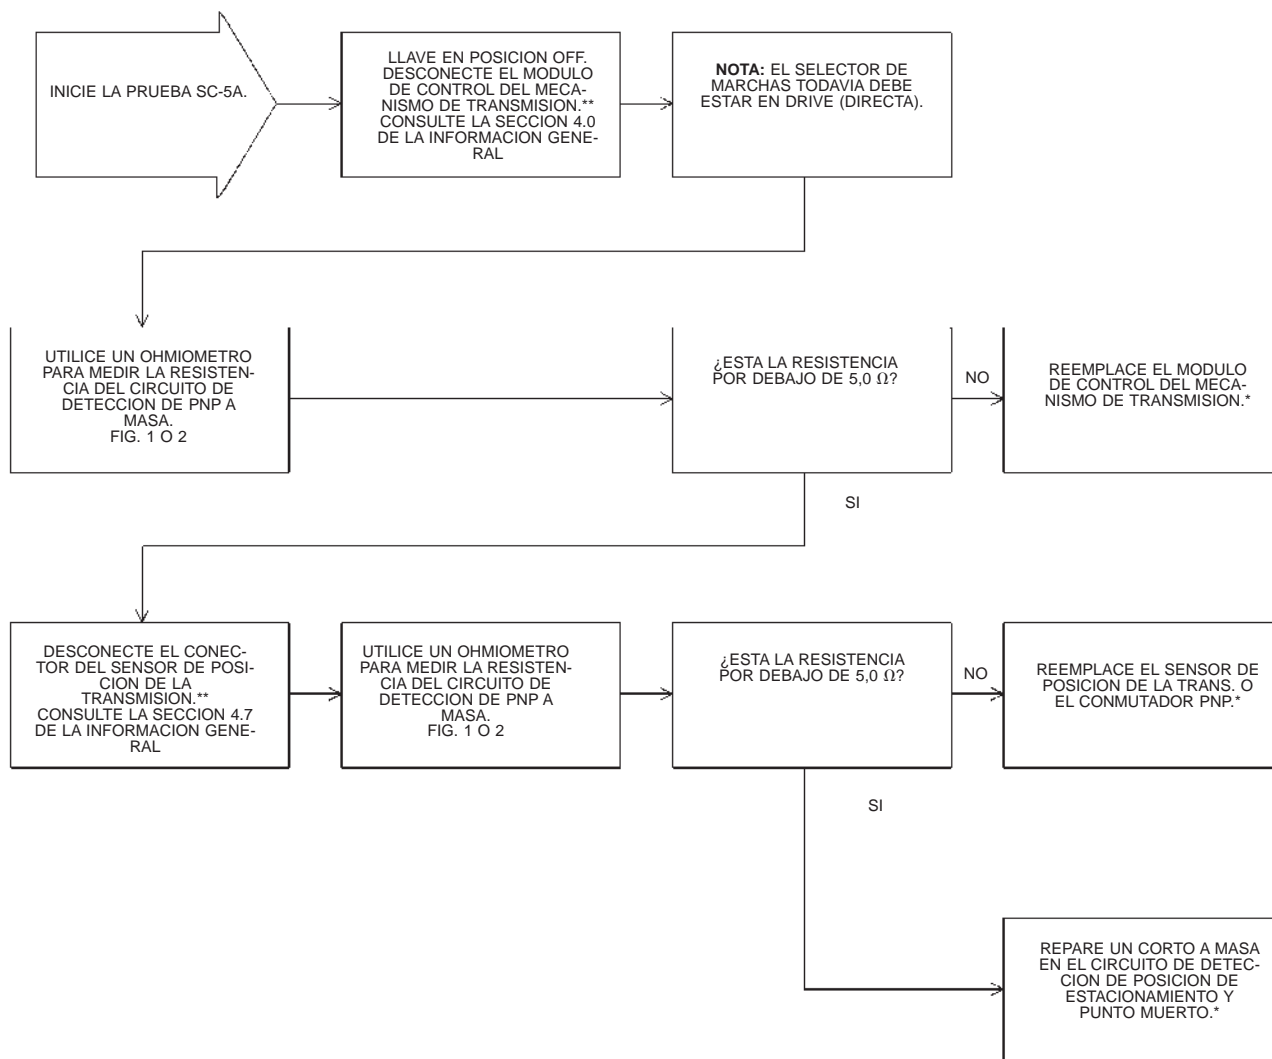 INICIE LA PRUEBA SC-5A.
LLAVE EN POSICION OFF.
DESCONECTE EL MODULO
DE CONTROL DEL MECA-
NISMO DE TRANSMISION.**
CONSULTE LA SECCION 4.0
DE LA INFORMACION GENE-
RAL
NOTA: EL SELECTOR DE
MARCHAS TODAVIA DEBE
ESTAR EN DRIVE (DIRECTA).
UTILICE UN OHMIOMETRO
PARA MEDIR LA RESISTEN-
CIA DEL CIRCUITO DE
DETECCION DE PNP A
MASA.
FIG. 1 O 2
¿ESTA LA RESISTENCIA
POR DEBAJO DE 5,0 Ω?
NO
REEMPLACE EL MODULO
DE CONTROL DEL MECA-
NISMO DE TRANSMISION.*
SI
DESCONECTE EL CONEC-
TOR DEL SENSOR DE POSI-
CION DE LA
TRANSMISION.**
CONSULTE LA SECCION 4.7
DE LA INFORMACION GENE-
RAL
UTILICE UN OHMIOMETRO
PARA MEDIR LA RESISTEN-
CIA DEL CIRCUITO DE
DETECCION DE PNP A
MASA.
FIG. 1 O 2
¿ESTA LA RESISTENCIA
POR DEBAJO DE 5,0 Ω?
NO
REEMPLACE EL SENSOR DE
POSICION DE LA TRANS. O
EL CONMUTADOR PNP.*
SI
REPARE UN CORTO A MASA
EN EL CIRCUITO DE DETEC-
CION DE POSICION DE
ESTACIONAMIENTO Y
PUNTO MUERTO.*